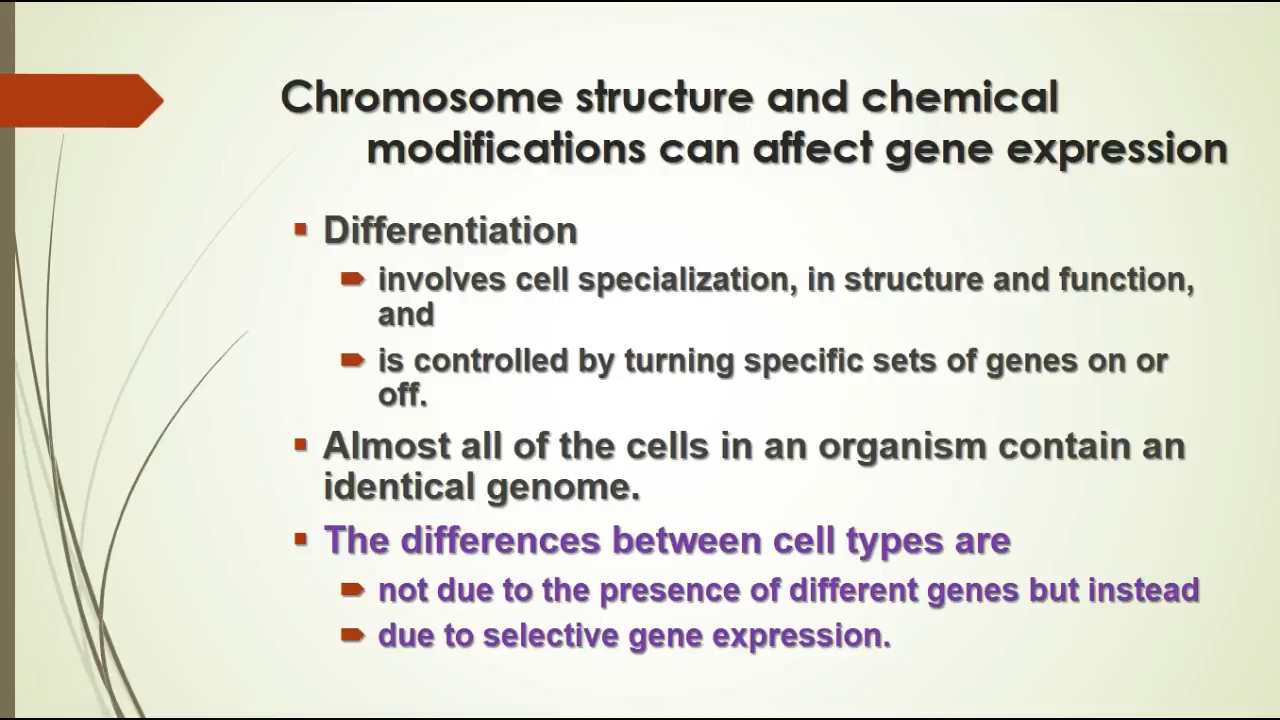 Chromosome structure and chemical
modifications can affect gene expression
Differentiation
involves cell specialization, in structure and function,
and
is controlled by turning specific sets of genes on or
off.
Almost all of the cells in an organism contain an
identical genome.
The differences between cell types are
not due to the presence of different genes but instead
due to selective gene expression.